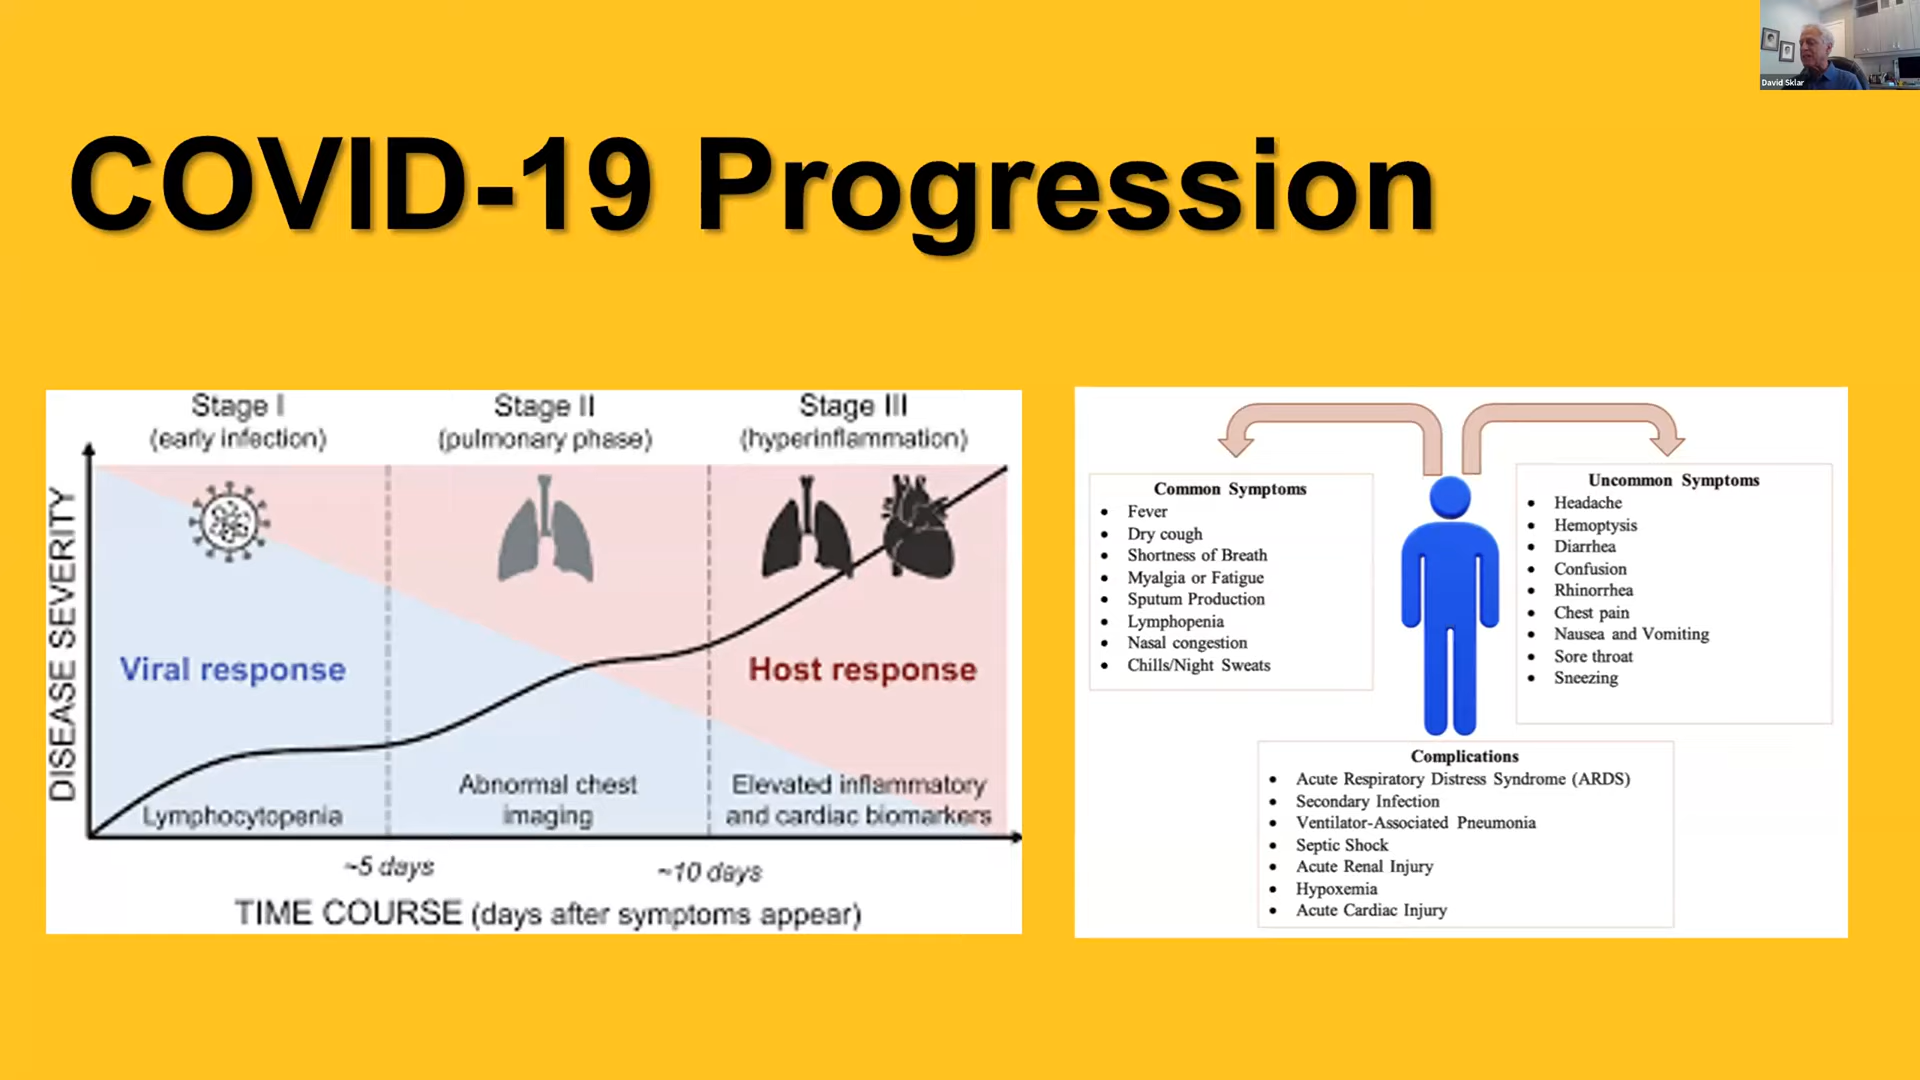 David Sklar
COVID-19 Progression
Stage I
(early infection)
Stage II
(pulmonary phase)
Stage III
(hyperinflammation)
DISEASE SEVERITY
Viral response
Host response
Lymphocytopenia
Abnormal chest
imaging
Elevated inflammatory
and cardiac biomarkers
~5 days
~10 days
TIME COURSE (days after symptoms appear)
Common Symptoms
• Fever
• Dry cough
• Shortness of Breath
• Myalgia or Fatigue
• Sputum Production
• Lymphopenia
• Nasal congestion
• Chills/Night Sweats
Uncommon Symptoms
• Headache
• Hemoptysis
• Diarrhea
• Confusion
• Rhinorrhea
• Chest pain
• Nausea and Vomiting
• Sore throat
• Sneezing
Complications
• Acute Respiratory Distress Syndrome (ARDS)
• Secondary Infection
• Ventilator-Associated Pneumonia
• Septic Shock
• Acute Renal Injury
• Hypoxemia
• Acute Cardiac Injury